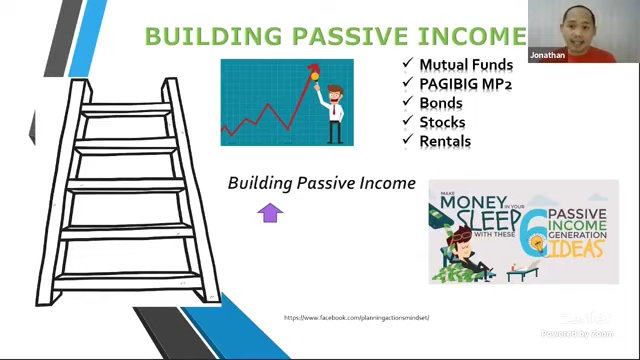 BUILDING PASSIVE INCOME
Jonathan
✓ Mutual Funds
✓ PAGIBIG MP2
✓ Bonds
✓ Stocks
✓ Rentals
Building Passive Income
MAKE
MONEY IN YOUR
SLEEP
WITH THESE
6 PASSIVE
INCOME
GENERATION
IDEAS
https://www.facebook.com/planningactionsmindset/
Powered by Zoom